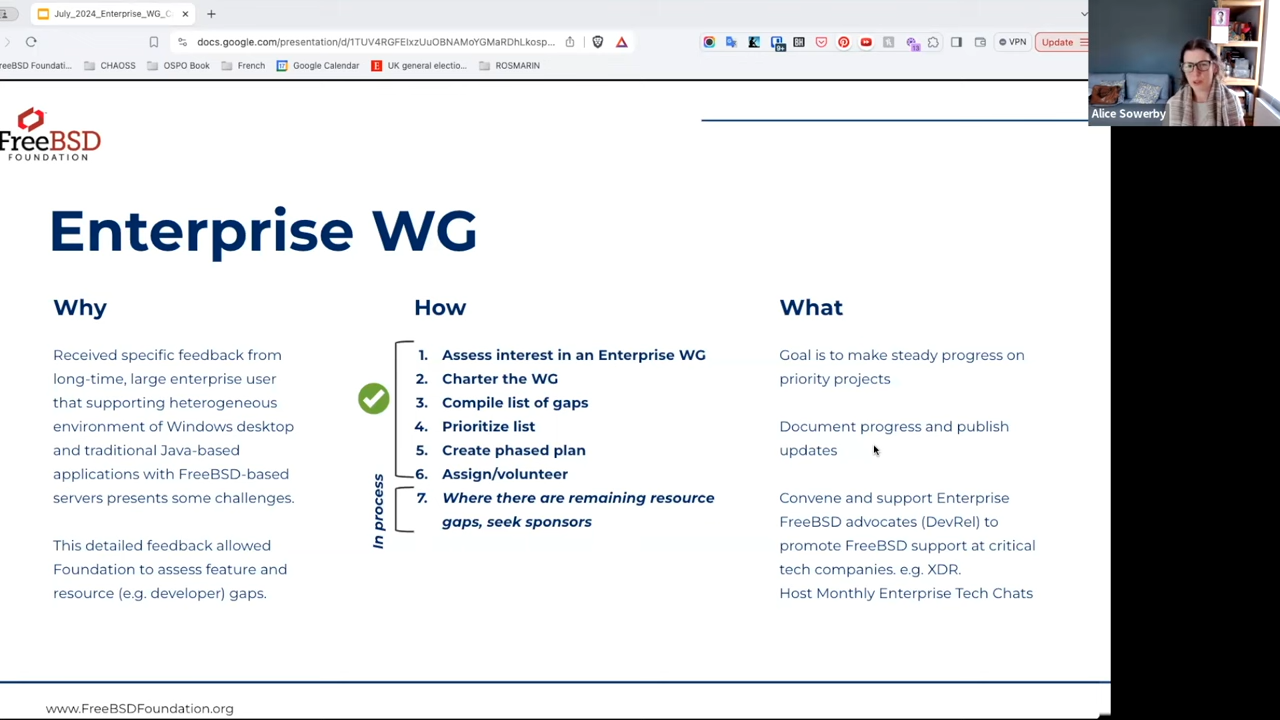 July_2024_Enterprise_WG_C
docs.google.com/presentation/d/1TUV4RGFEIxzUuOBNAMoYGMaRDhLkosp...
VPN
Update
reeBSD Foundati...
CHAOSS
OSPO Book
French
Google Calendar
UK general electio...
ROSMARIN
Alice Sowerby
FreeBSD
FOUNDATION
Enterprise WG
Why
Received specific feedback from
long-time, large enterprise user
that supporting heterogeneous
environment of Windows desktop
and traditional Java-based
applications with FreeBSD-based
servers presents some challenges.
This detailed feedback allowed
Foundation to assess feature and
resource (e.g. developer) gaps.
How
1. Assess interest in an Enterprise WG
2. Charter the WG
3. Compile list of gaps
4. Prioritize list
5. Create phased plan
6. Assign/volunteer
In process
7. Where there are remaining resource
gaps, seek sponsors
What
Goal is to make steady progress on
priority projects
Document progress and publish
updates
Convene and support Enterprise
FreeBSD advocates (DevRel) to
promote FreeBSD support at critical
tech companies. e.g. XDR.
Host Monthly Enterprise Tech Chats
www.FreeBSDFoundation.org